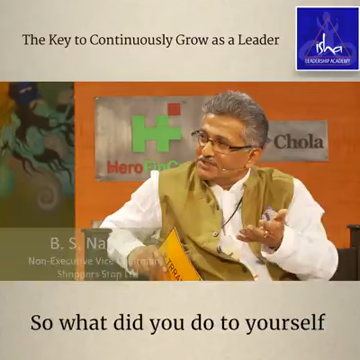 The Key to Continuously Grow as a Leader
isha
LEADERSHIP ACADEMY
Chola
B. S.
Non-Executive Vice
Shoppers Stop Ltd
So what did you do to yourself